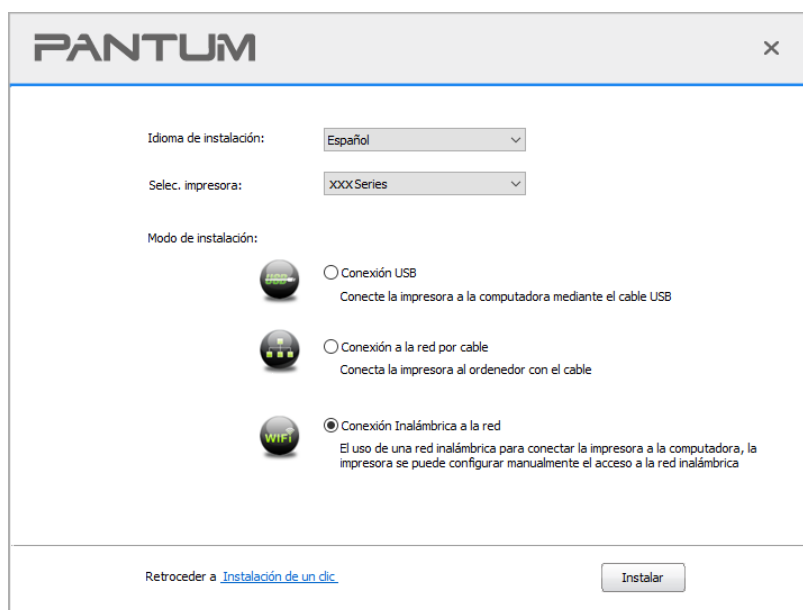 PANTUM
Idioma de instalación:
Español
Selec. impresora:
XXX Series
Modo de instalación:
USB
Conexión USB
Conecte la impresora a la computadora mediante el cable USB
Conexión a la red por cable
Conecta la impresora al ordenedor con el cable
WIFI
Conexión Inalámbrica a la red
El uso de una red inalámbrica para conectar la impresora a la computadora, la
impresora se puede configurar manualmente el acceso a la red inalámbrica
Retroceder a Instalación de un clic
Instalar